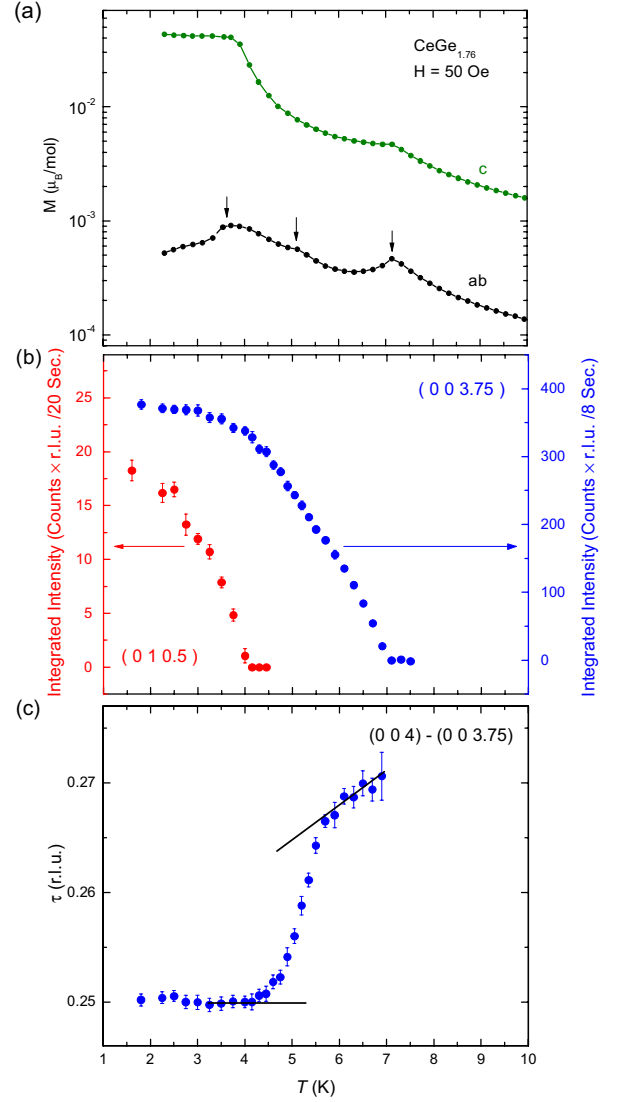 (a)
CeGe1.76
H = 50 Oe
M (μB/mol)
10-2
10-3
10-4
c
ab
(b)
( 0 0 3.75 )
( 0 1 0.5 )
Integrated Intensity (Counts × r.l.u. /20 Sec.)
25
20
15
10
5
0
Integrated Intensity (Counts × r.l.u. /8 Sec.)
400
300
200
100
0
(c)
(0 0 4) - (0 0 3.75)
τ (r.l.u.)
0.27
0.26
0.25
1 2 3 4 5 6 7 8 9 10
T (K)